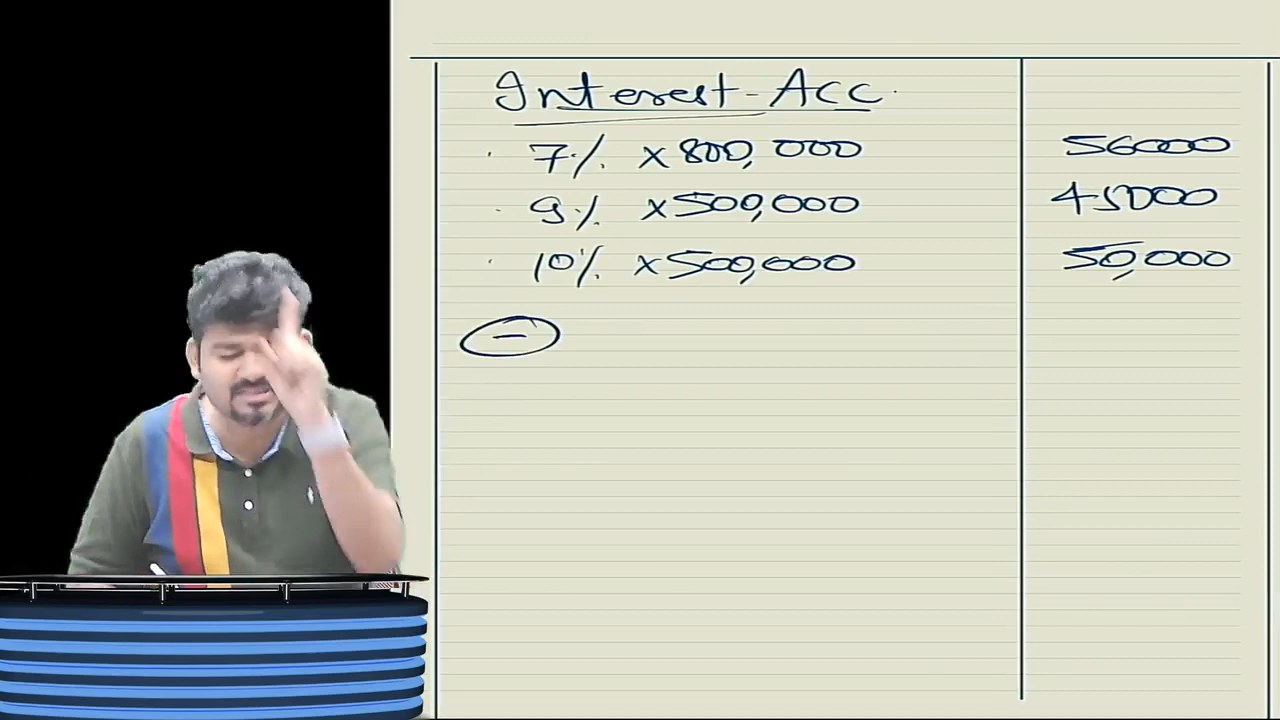 Interest - Acc.
7% × 800,000 56000
9% × 500,000 45000
10% × 500,000 50,000
-